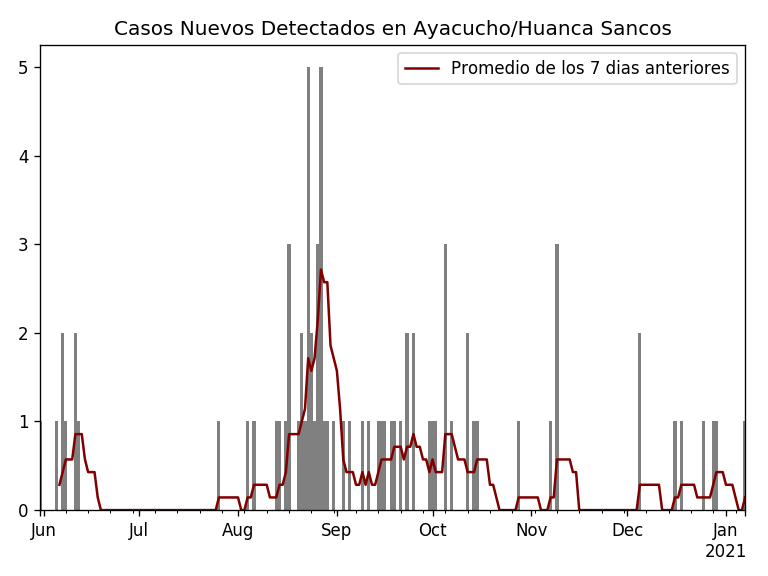 Casos Nuevos Detectados en Ayacucho/Huanca Sancos
Promedio de los 7 dias anteriores
5
4
3
2
1
0
Jun Jul Aug Sep Oct Nov Dec Jan
2021